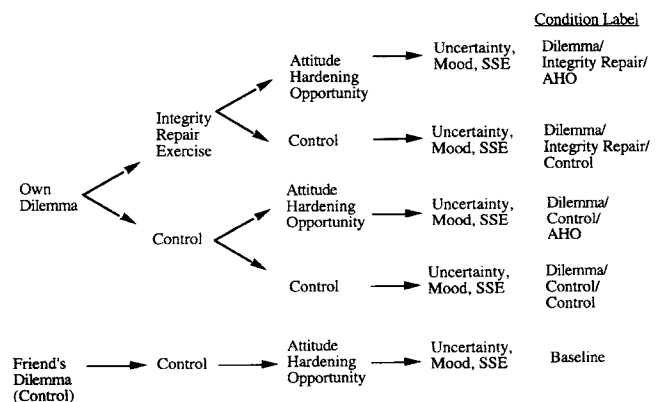 Condition Label
Attitude
Hardening
Opportunity
Uncertainty,
Mood, SSE
Dilemma/
Integrity Repair/
AHO
Integrity
Repair
Exercise
Control
Uncertainty,
Mood, SSE
Dilemma/
Integrity Repair/
Control
Own
Dilemma
Control
Attitude
Hardening
Opportunity
Uncertainty,
Mood, SSE
Dilemma/
Control/
AHO
Control
Uncertainty,
Mood, SSE
Dilemma/
Control/
Control
Friend's
Dilemma
(Control)
Control
Attitude
Hardening
Opportunity
Uncertainty,
Mood, SSE
Baseline